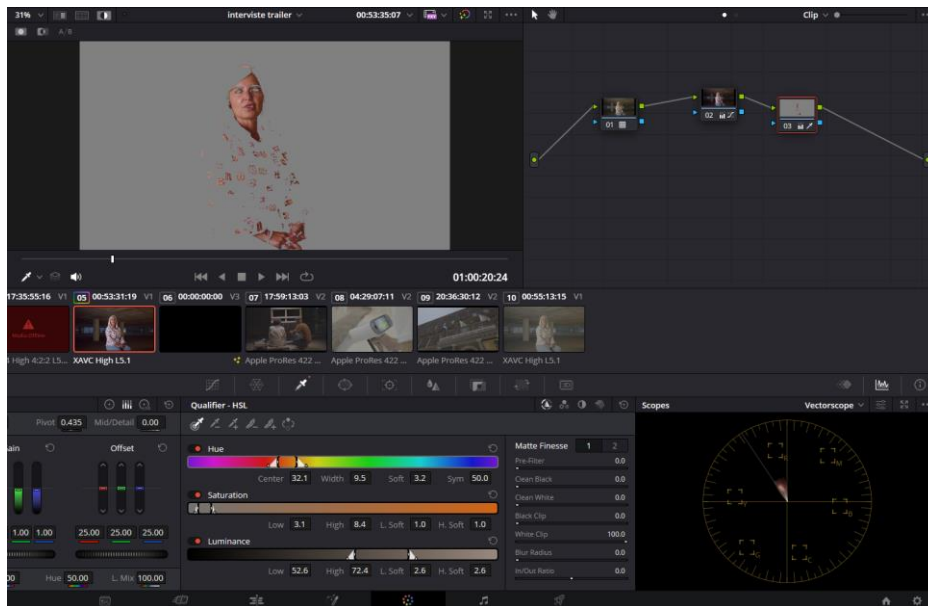 31% interviste trailer 00:53:35:07 Clip
A/B
01 02 03
01:00:20:24
17:35:55:16 V1 05 00:53:31:19 V1 06 00:00:00:00 V3 07 17:59:13:03 V2 08 04:29:07:11 V2 09 20:36:30:12 V2 10 00:55:13:15 V1
Media Offline
High 4:2:2 L5... XAVC High L5.1 Apple ProRes 422 ... Apple ProRes 422 ... Apple ProRes 422 ... XAVC High L5.1
Qualifier - HSL Scopes Vectorscope
Pivot 0.435 Mid/Detail 0.00
ain Offset
Hue
Center 32.1 Width 9.5 Soft 3.2 Sym 50.0
Saturation
Low 3.1 High 8.4 L. Soft 1.0 H. Soft 1.0
Luminance
Low 52.6 High 72.4 L. Soft 2.6 H. Soft 2.6
1.00 1.00 25.00 25.00 25.00
00 Hue 50.00 L. Mix 100.00
Matte Finesse 1 2
Pre-Filter 0.0
Clean Black 0.0
Clean White 0.0
Black Clip 0.0
White Clip 100.0
Blur Radius 0.0
In/Out Ratio 0.0
R M B C G Y